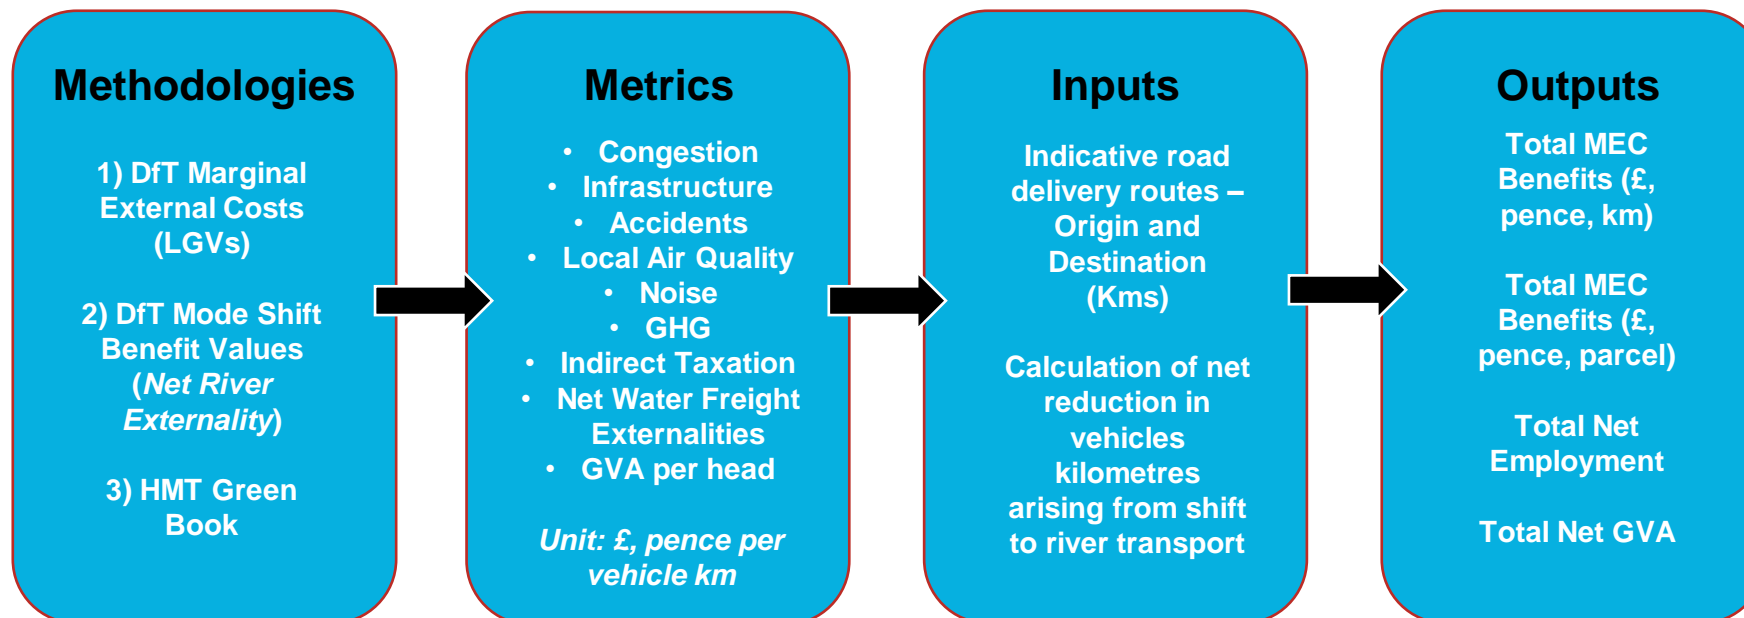 Methodologies
1) DfT Marginal
External Costs
(LGVs)
2) DfT Mode Shift
Benefit Values
(Net River
Externality)
3) HMT Green
Book
Metrics
• Congestion
• Infrastructure
• Accidents
• Local Air Quality
• Noise
• GHG
• Indirect Taxation
• Net Water Freight
Externalities
• GVA per head
Unit: £, pence per
vehicle km
Inputs
Indicative road
delivery routes –
Origin and
Destination
(Kms)
Calculation of net
reduction in
vehicles
kilometres
arising from shift
to river transport
Outputs
Total MEC
Benefits (£,
pence, km)
Total MEC
Benefits (£,
pence, parcel)
Total Net
Employment
Total Net GVA